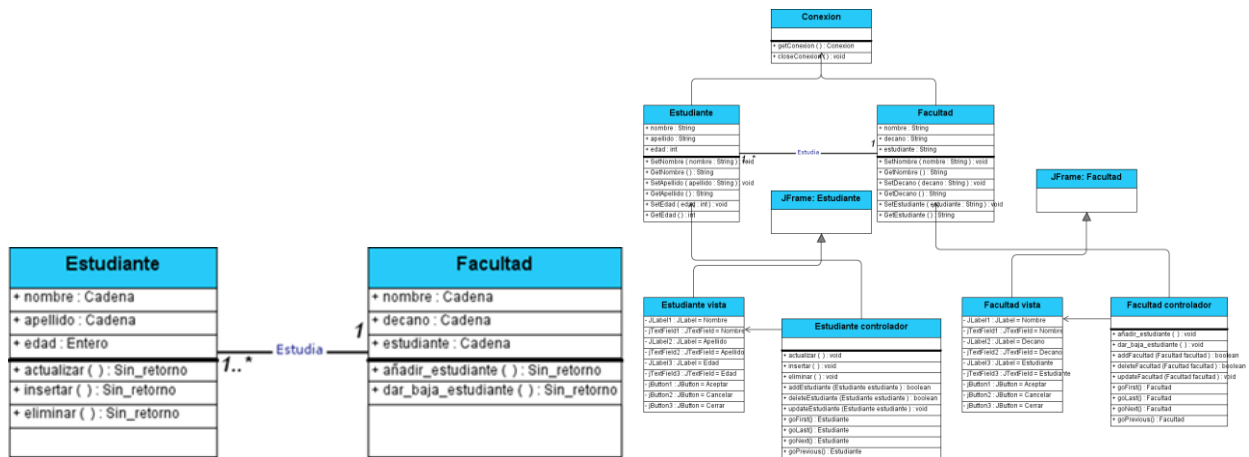 Estudiante
+ nombre : Cadena
+ apellido : Cadena
+ edad : Entero
+ actualizar ( ) : Sin_retorno
+ insertar ( ) : Sin_retorno
+ eliminar ( ) : Sin_retorno
1..*
Estudia
1
Facultad
+ nombre : Cadena
+ decano : Cadena
+ estudiante : Cadena
+ añadir_estudiante ( ) : Sin_retorno
+ dar_baja_estudiante ( ) : Sin_retorno
Conexion
+ getConexion ( ) : Conexion
+ closeConexion ( ) : void
Estudiante
+ nombre : String
+ apellido : String
+ edad : int
+ SetNombre ( nombre : String ) : void
+ GetNombre ( ) : String
+ SetApellido ( apellido : String ) : void
+ GetApellido ( ) : String
+ SetEdad ( edad : int ) : void
+ GetEdad ( ) : int
1..*
Estudia
1
Facultad
+ nombre : String
+ decano : String
+ estudiante : String
+ SetNombre ( nombre : String ) : void
+ GetNombre ( ) : String
+ SetDecano ( decano : String ) : void
+ GetDecano ( ) : String
+ SetEstudiante ( estudiante : String ) : void
+ GetEstudiante ( ) : String
JFrame: Estudiante
JFrame: Facultad
Estudiante vista
- JLabel1 : JLabel = Nombre
- jTextField1 : JTextField = Nombre
- JLabel2 : JLabel = Apellido
- jTextField2 : JTextField = Apellido
- JLabel3 : JLabel = Edad
- jTextField3 : JTextField = Edad
- jButton1 : JButton = Aceptar
- jButton2 : JButton = Cancelar
- jButton3 : JButton = Cerrar
Estudiante controlador
+ actualizar ( ) : void
+ insertar ( ) : void
+ eliminar ( ) : void
+ addEstudiante (Estudiante estudiante ) : boolean
+ deleteEstudiante (Estudiante estudiante ) : boolean
+ updateEstudiante (Estudiante estudiante ) : void
+ goFirst() : Estudiante
+ goLast() : Estudiante
+ goNext() : Estudiante
+ goPrevious() : Estudiante
Facultad vista
- JLabel1 : JLabel = Nombre
- jTextField1 : JTextField = Nombre
- JLabel2 : JLabel = Decano
- jTextField2 : JTextField = Decano
- JLabel3 : JLabel = Estudiante
- jTextField3 : JTextField = Estudiante
- jButton1 : JButton = Aceptar
- jButton2 : JButton = Cancelar
- jButton3 : JButton = Cerrar
Facultad controlador
+ añadir_estudiante ( ) : void
+ dar_baja_estudiante ( ) : void
+ addFacultad (Facultad facultad ) : boolean
+ deleteFacultad (Facultad facultad ) : boolean
+ updateFacultad (Facultad facultad ) : void
+ goFirst() : Facultad
+ goLast() : Facultad
+ goNext() : Facultad
+ goPrevious() : Facultad